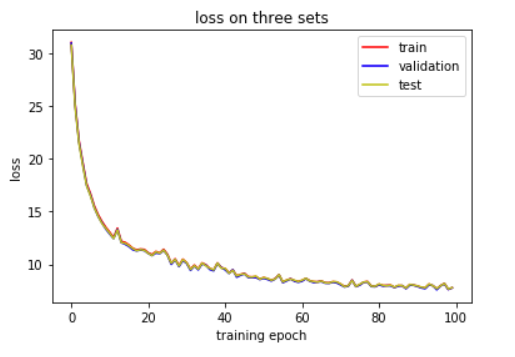 loss on three sets
train
validation
test
30
25
20
15
10
loss
0 20 40 60 80 100
training epoch